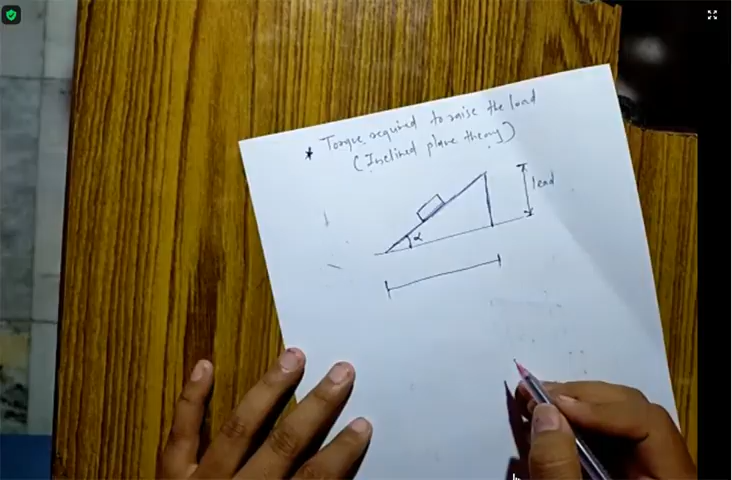 * Torque required to raise the load
(Inclined plane theory)
lead
α